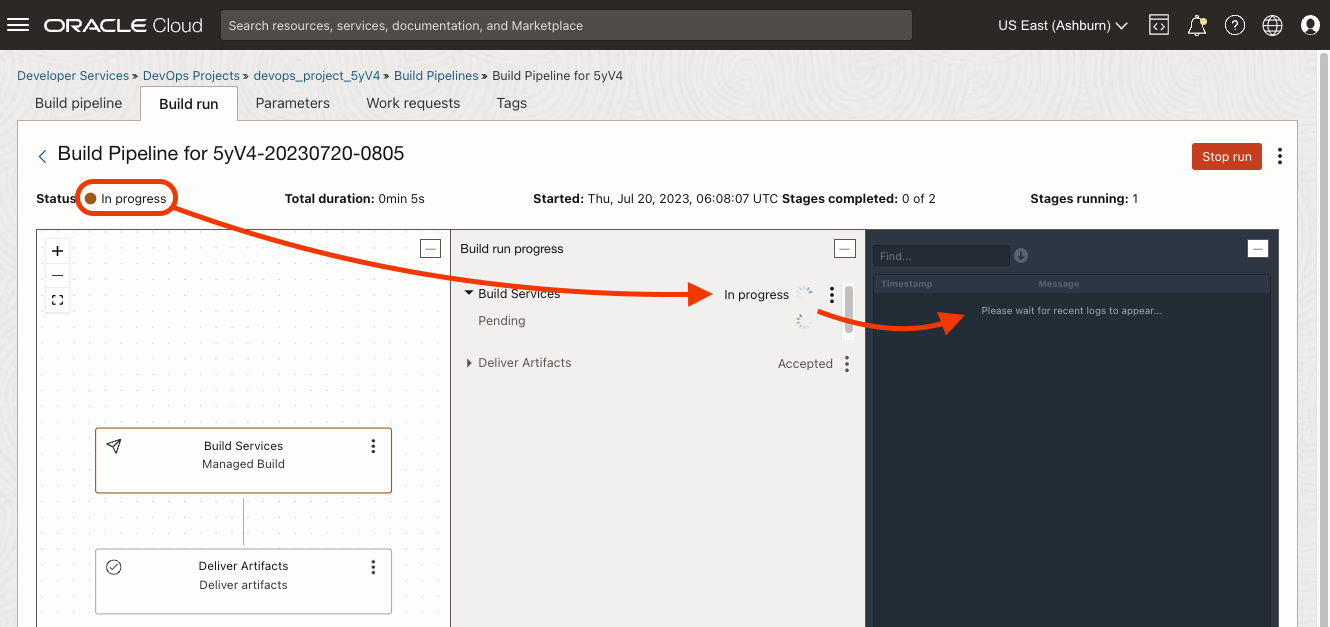 ORACLE Cloud
Search resources, services, documentation, and Marketplace
US East (Ashburn)
Developer Services » DevOps Projects » devops_project_5yV4 » Build Pipelines » Build Pipeline for 5yV4
Build pipeline
Build run
Parameters
Work requests
Tags
Build Pipeline for 5yV4-20230720-0805
Stop run
Status
In progress
Total duration: 0min 5s
Started: Thu, Jul 20, 2023, 06:08:07 UTC
Stages completed: 0 of 2
Stages running: 1
Build Services
Managed Build
Deliver Artifacts
Deliver artifacts
Build run progress
Build Services
In progress
Pending
Deliver Artifacts
Accepted
Find...
Timestamp
Message
Please wait for recent logs to appear...